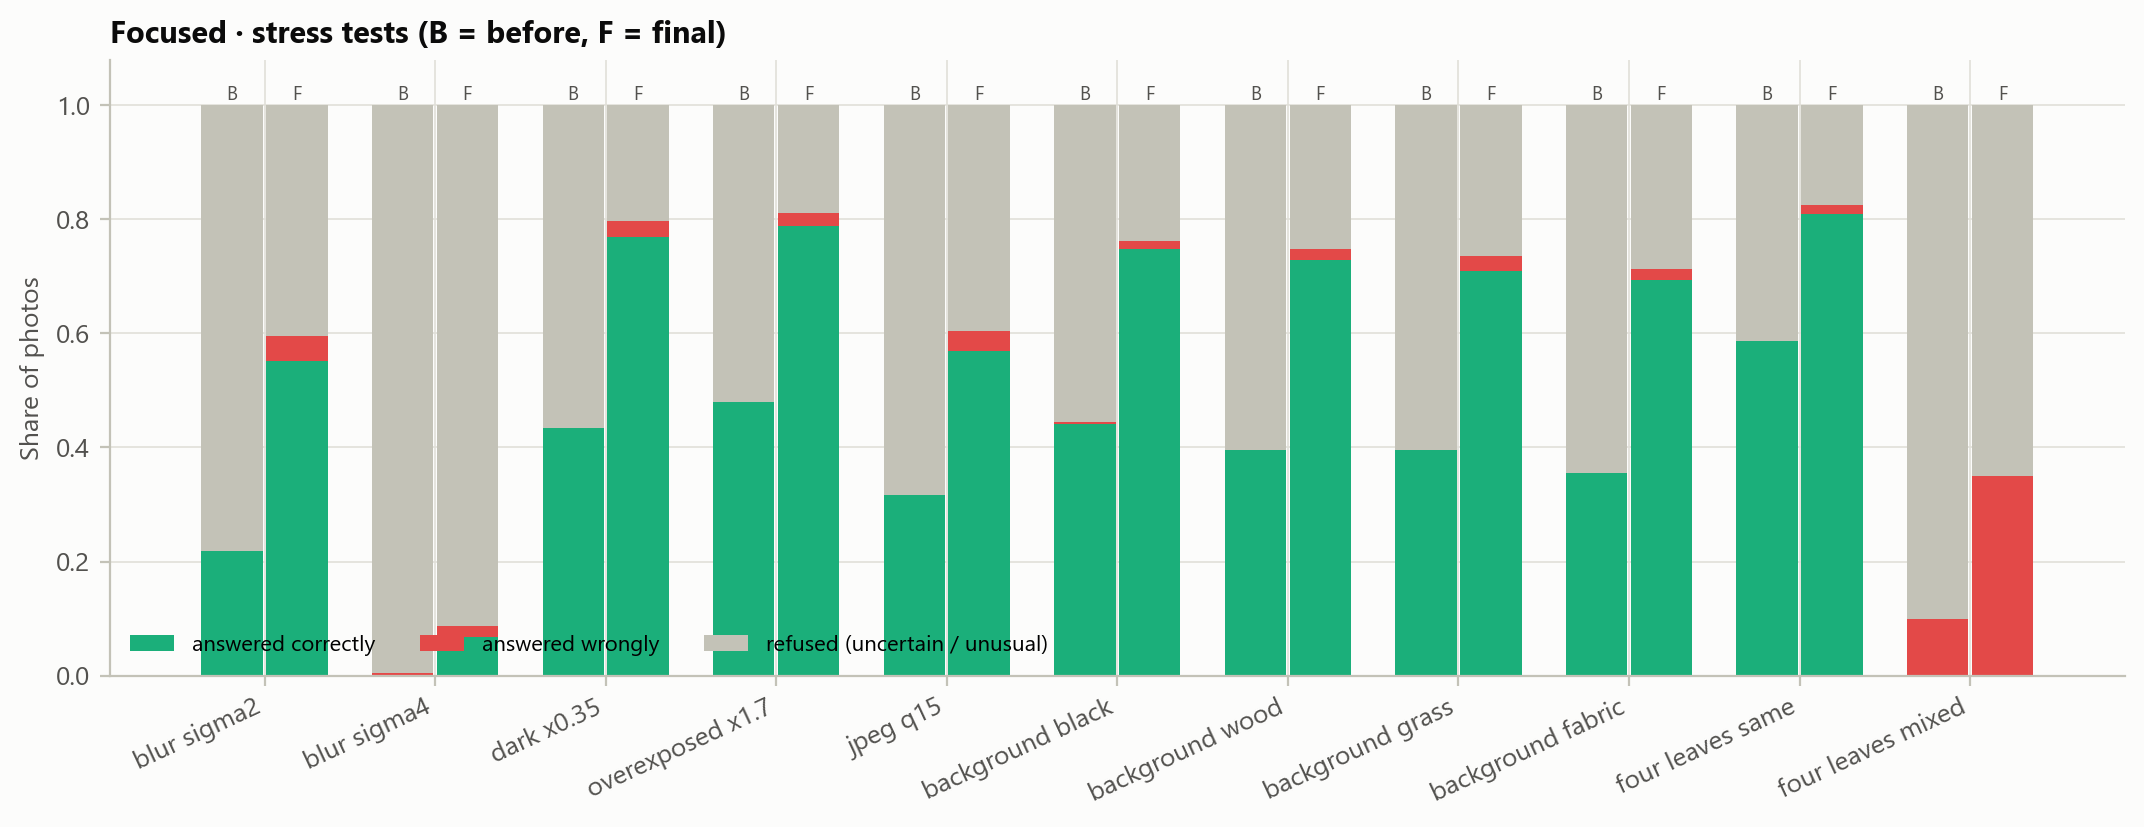 Focused · stress tests (B = before, F = final)
B F B F B F B F B F B F B F B F B F B F B F
1.0
0.8
0.6
0.4
0.2
0.0
Share of photos
answered correctly answered wrongly refused (uncertain / unusual)
blur sigma2
blur sigma4
dark x0.35
overexposed x1.7
jpeg q15
background black
background wood
background grass
background fabric
four leaves same
four leaves mixed